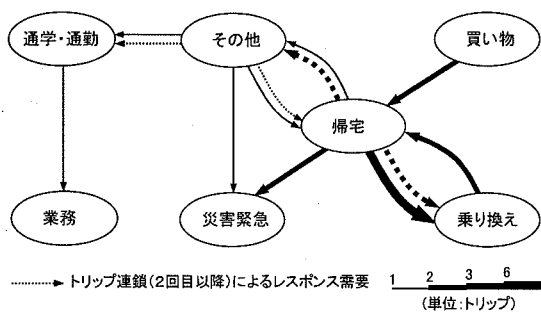 通学・通勤
その他
買い物
帰宅
業務
災害緊急
乗り換え
トリップ連鎖(2回目以降)によるレスポンス需要
1 2 3 6
(単位:トリップ)